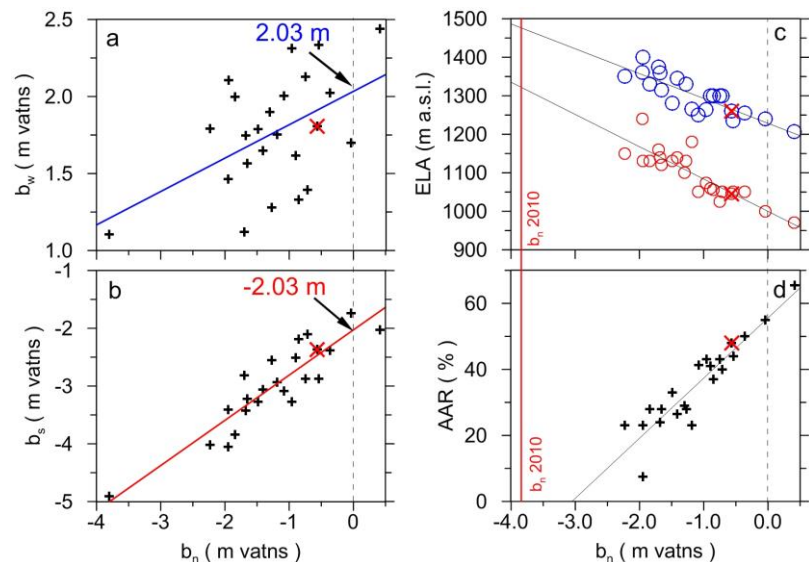 a
2.03 m
2.5
2.0
1.5
1.0
b_w ( m vatns )
b
-2.03 m
-1
-2
-3
-4
-5
b_s ( m vatns )
-4
-3
-2
-1
0
b_n ( m vatns )
c
1500
1400
1300
1200
1100
1000
900
ELA (m a.s.l.)
b_n 2010
d
60
40
20
0
AAR ( % )
b_n 2010
-4.0
-3.0
-2.0
-1.0
0.0
b_n ( m vatns )